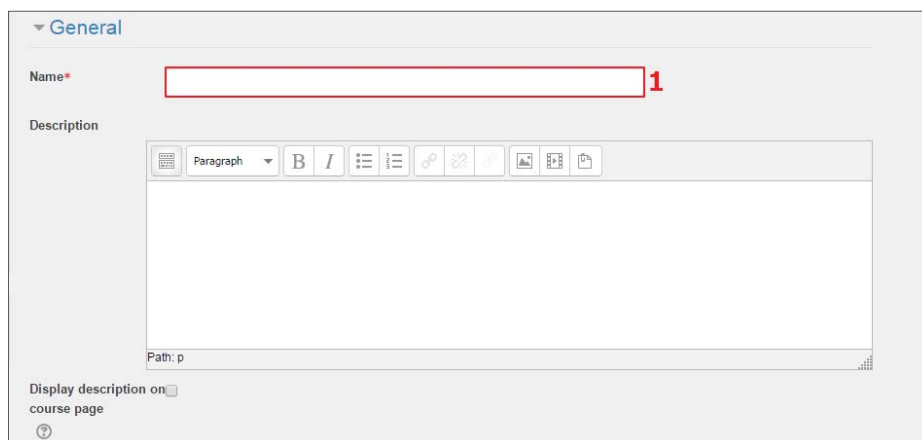 General
Name*
1
Description
Paragraph B I
Path: p
Display description on
course page
?